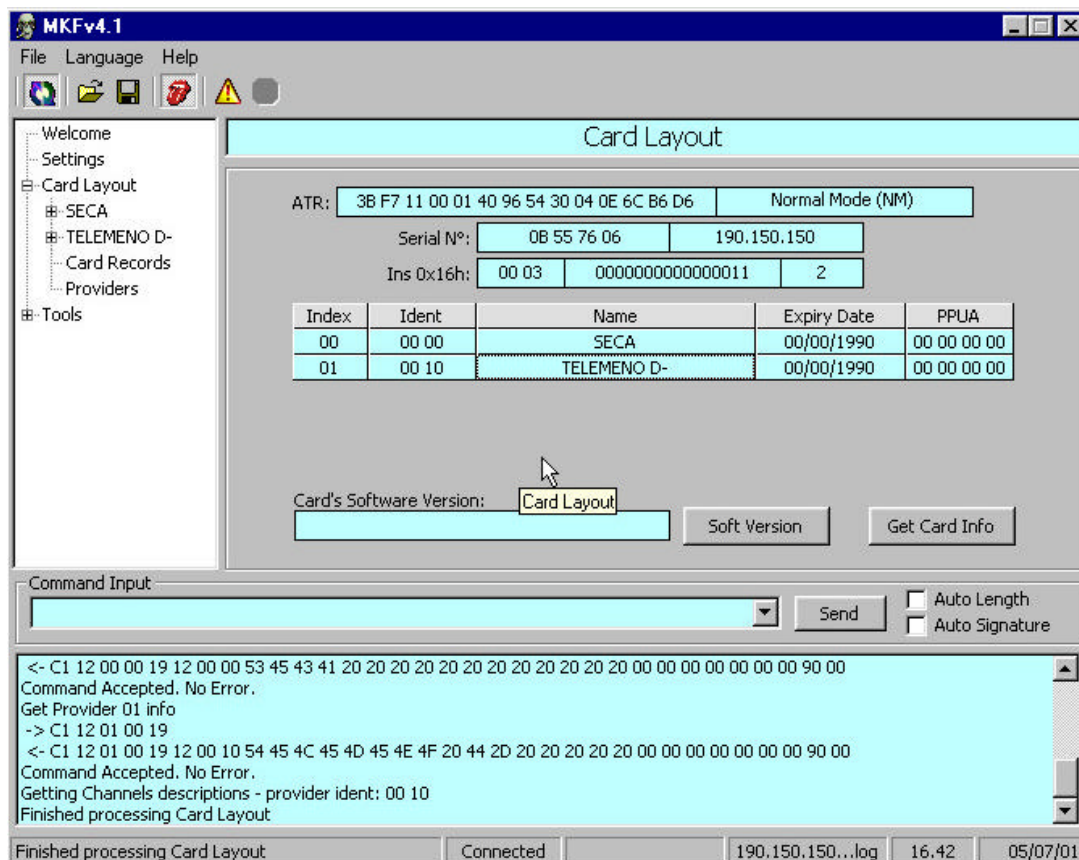 MKFv4.1
File Language Help
Welcome
Settings
Card Layout
SECA
TELEMENO D-
Card Records
Providers
Tools
Card Layout
ATR: 3B F7 11 00 01 40 96 54 30 04 0E 6C B6 D6 Normal Mode (NM)
Serial N°: 0B 55 76 06 190.150.150
Ins 0x16h: 00 03 0000000000000011 2
Index Ident Name Expiry Date PPUA
00 00 00 SECA 00/00/1990 00 00 00 00
01 00 10 TELEMENO D- 00/00/1990 00 00 00 00
Card's Software Version:
Card Layout
Soft Version Get Card Info
Command Input
Send
Auto Length
Auto Signature
<- C1 12 00 00 19 12 00 00 53 45 43 41 20 20 20 20 20 20 20 20 20 20 20 20 00 00 00 00 00 00 00 90 00
Command Accepted. No Error.
Get Provider 01 info
-> C1 12 01 00 19
<- C1 12 01 00 19 12 00 10 54 45 4C 45 4D 45 4E 4F 20 44 2D 20 20 20 20 20 00 00 00 00 00 00 00 90 00
Command Accepted. No Error.
Getting Channels descriptions - provider ident: 00 10
Finished processing Card Layout
Finished processing Card Layout Connected 190.150.150...log 16.42 05/07/01